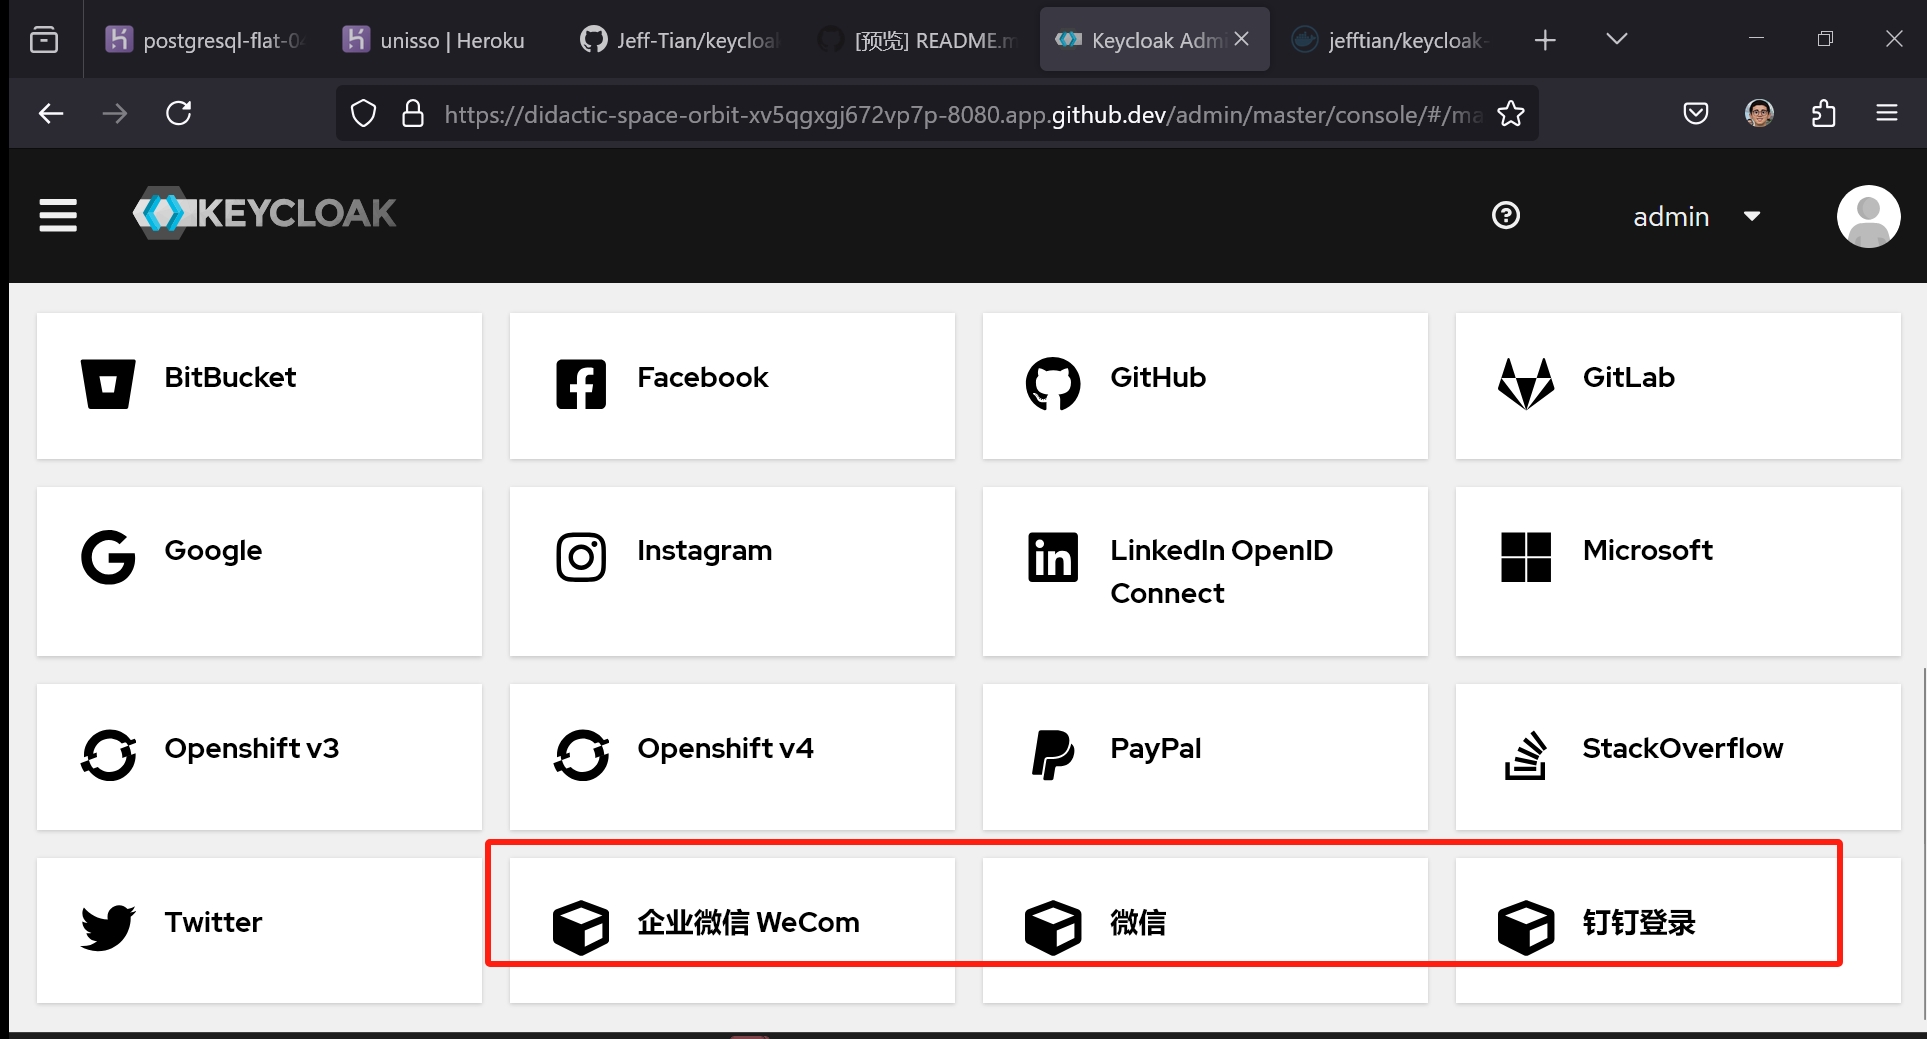 postgresql-flat-04
unisso | Heroku
Jeff-Tian/keycloak
[预览] README.m
Keycloak Admi
jefftian/keycloak-
https://didactic-space-orbit-xv5qgxgj672vp7p-8080.app.github.dev/admin/master/console/#/ma
KEYCLOAK
admin
BitBucket
Facebook
GitHub
GitLab
Google
Instagram
LinkedIn OpenID
Connect
Microsoft
Openshift v3
Openshift v4
PayPal
StackOverflow
Twitter
企业微信 WeCom
微信
钉钉登录